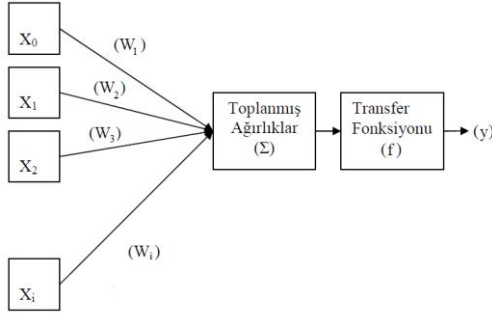 X₀
(W₁)
X₁
(W₂)
X₂
(W₃)
Toplanmış
Ağırlıklar
(Σ)
Transfer
Fonksiyonu
(f)
(y)
(Wᵢ)
Xᵢ